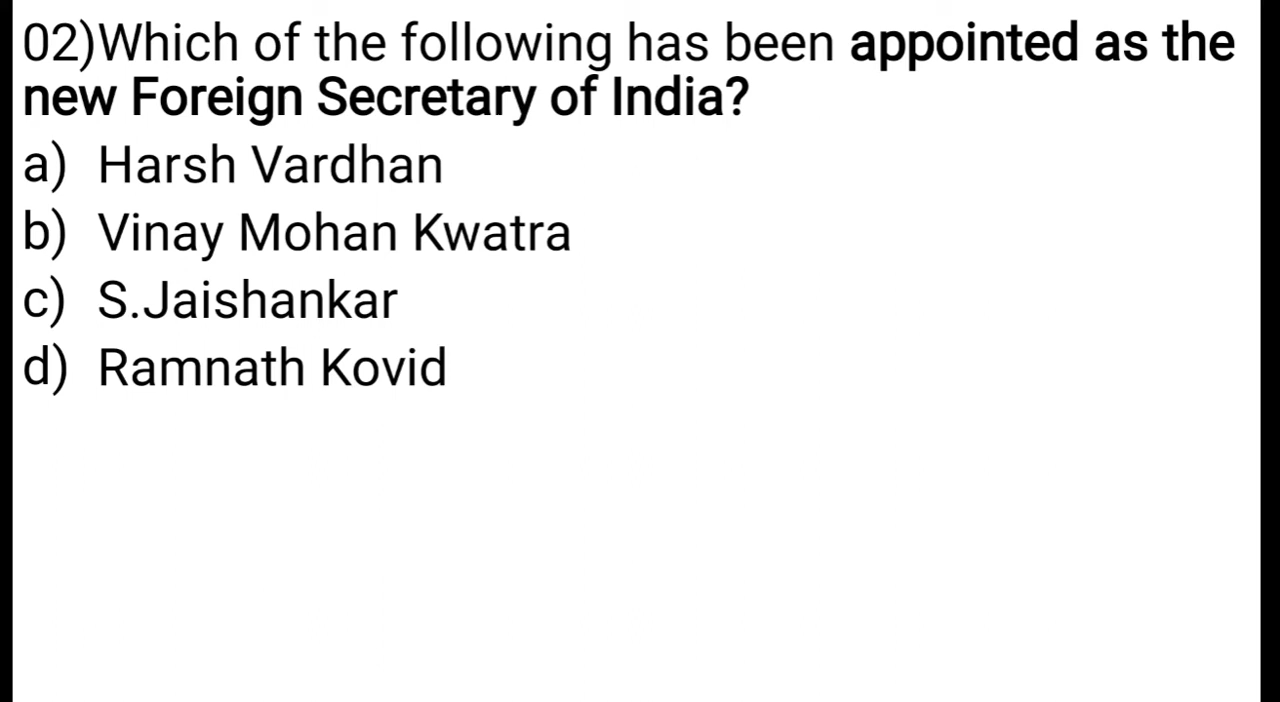 02)Which of the following has been appointed as the
new Foreign Secretary of India?
a) Harsh Vardhan
b) Vinay Mohan Kwatra
c) S.Jaishankar
d) Ramnath Kovid